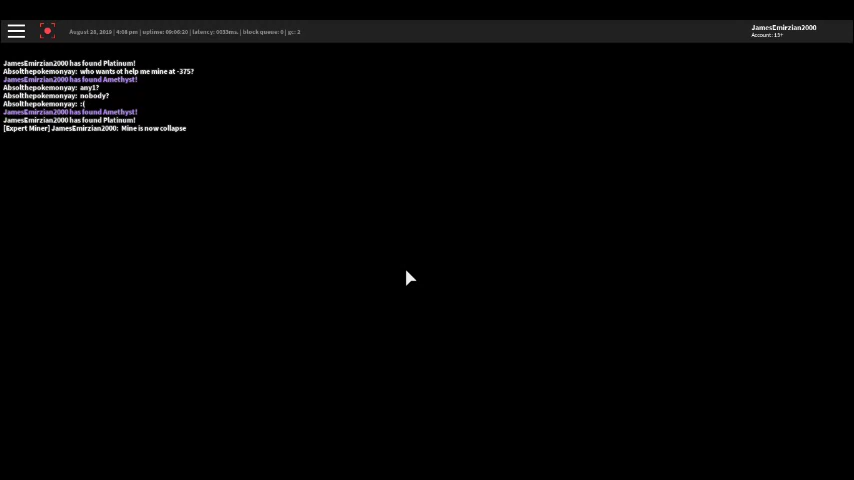 August 26, 2019 | 4:08 pm | uptime: 09:00:20 | latency: 0033ms. | block queue: 0 | gc: 2
JamesEmirzian2000
Account: 13+
JamesEmirzian2000 has found Platinum!
Absolthepokemonyay: who wants ot help me mine at -375?
JamesEmirzian2000 has found Amethyst!
Absolthepokemonyay: any1?
Absolthepokemonyay: nobody?
Absolthepokemonyay: :(
JamesEmirzian2000 has found Amethyst!
JamesEmirzian2000 has found Platinum!
[Expert Miner] JamesEmirzian2000: Mine is now collapse